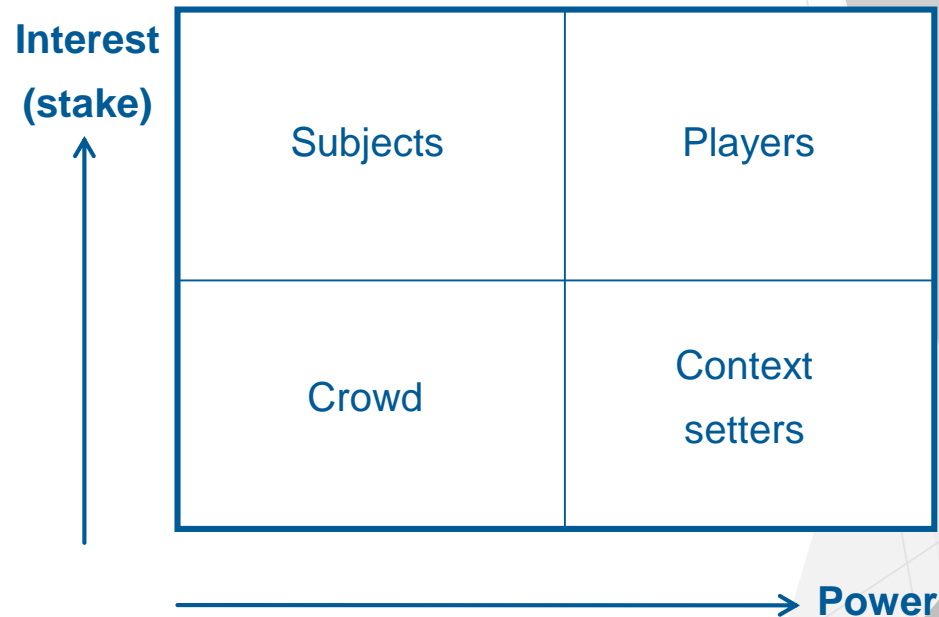 Interest
(stake)
Subjects
Players
Crowd
Context
setters
Power